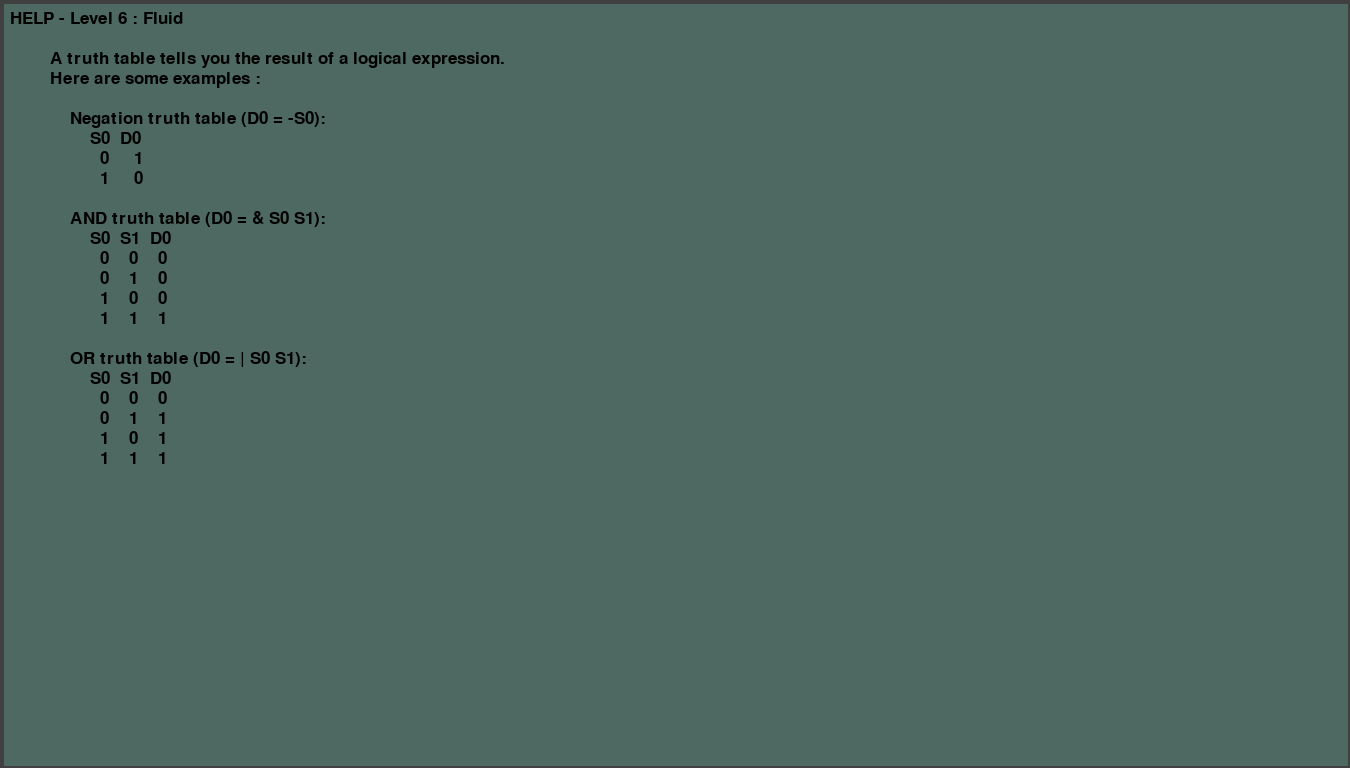 HELP - Level 6 : Fluid
A truth table tells you the result of a logical expression.
Here are some examples :
Negation truth table (D0 = -S0):
S0 D0
0 1
1 0
AND truth table (D0 = & S0 S1):
S0 S1 D0
0 0 0
0 1 0
1 0 0
1 1 1
OR truth table (D0 = | S0 S1):
S0 S1 D0
0 0 0
0 1 1
1 0 1
1 1 1